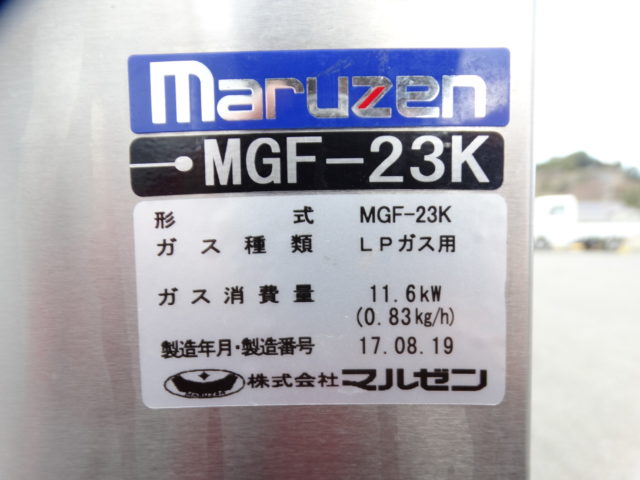 maruzen
MGF-23K
形式 MGF-23K
ガス種類 LPガス用
ガス消費量 11.6kW
(0.83kg/h)
製造年月・製造番号 17.08.19
株式会社マルゼン